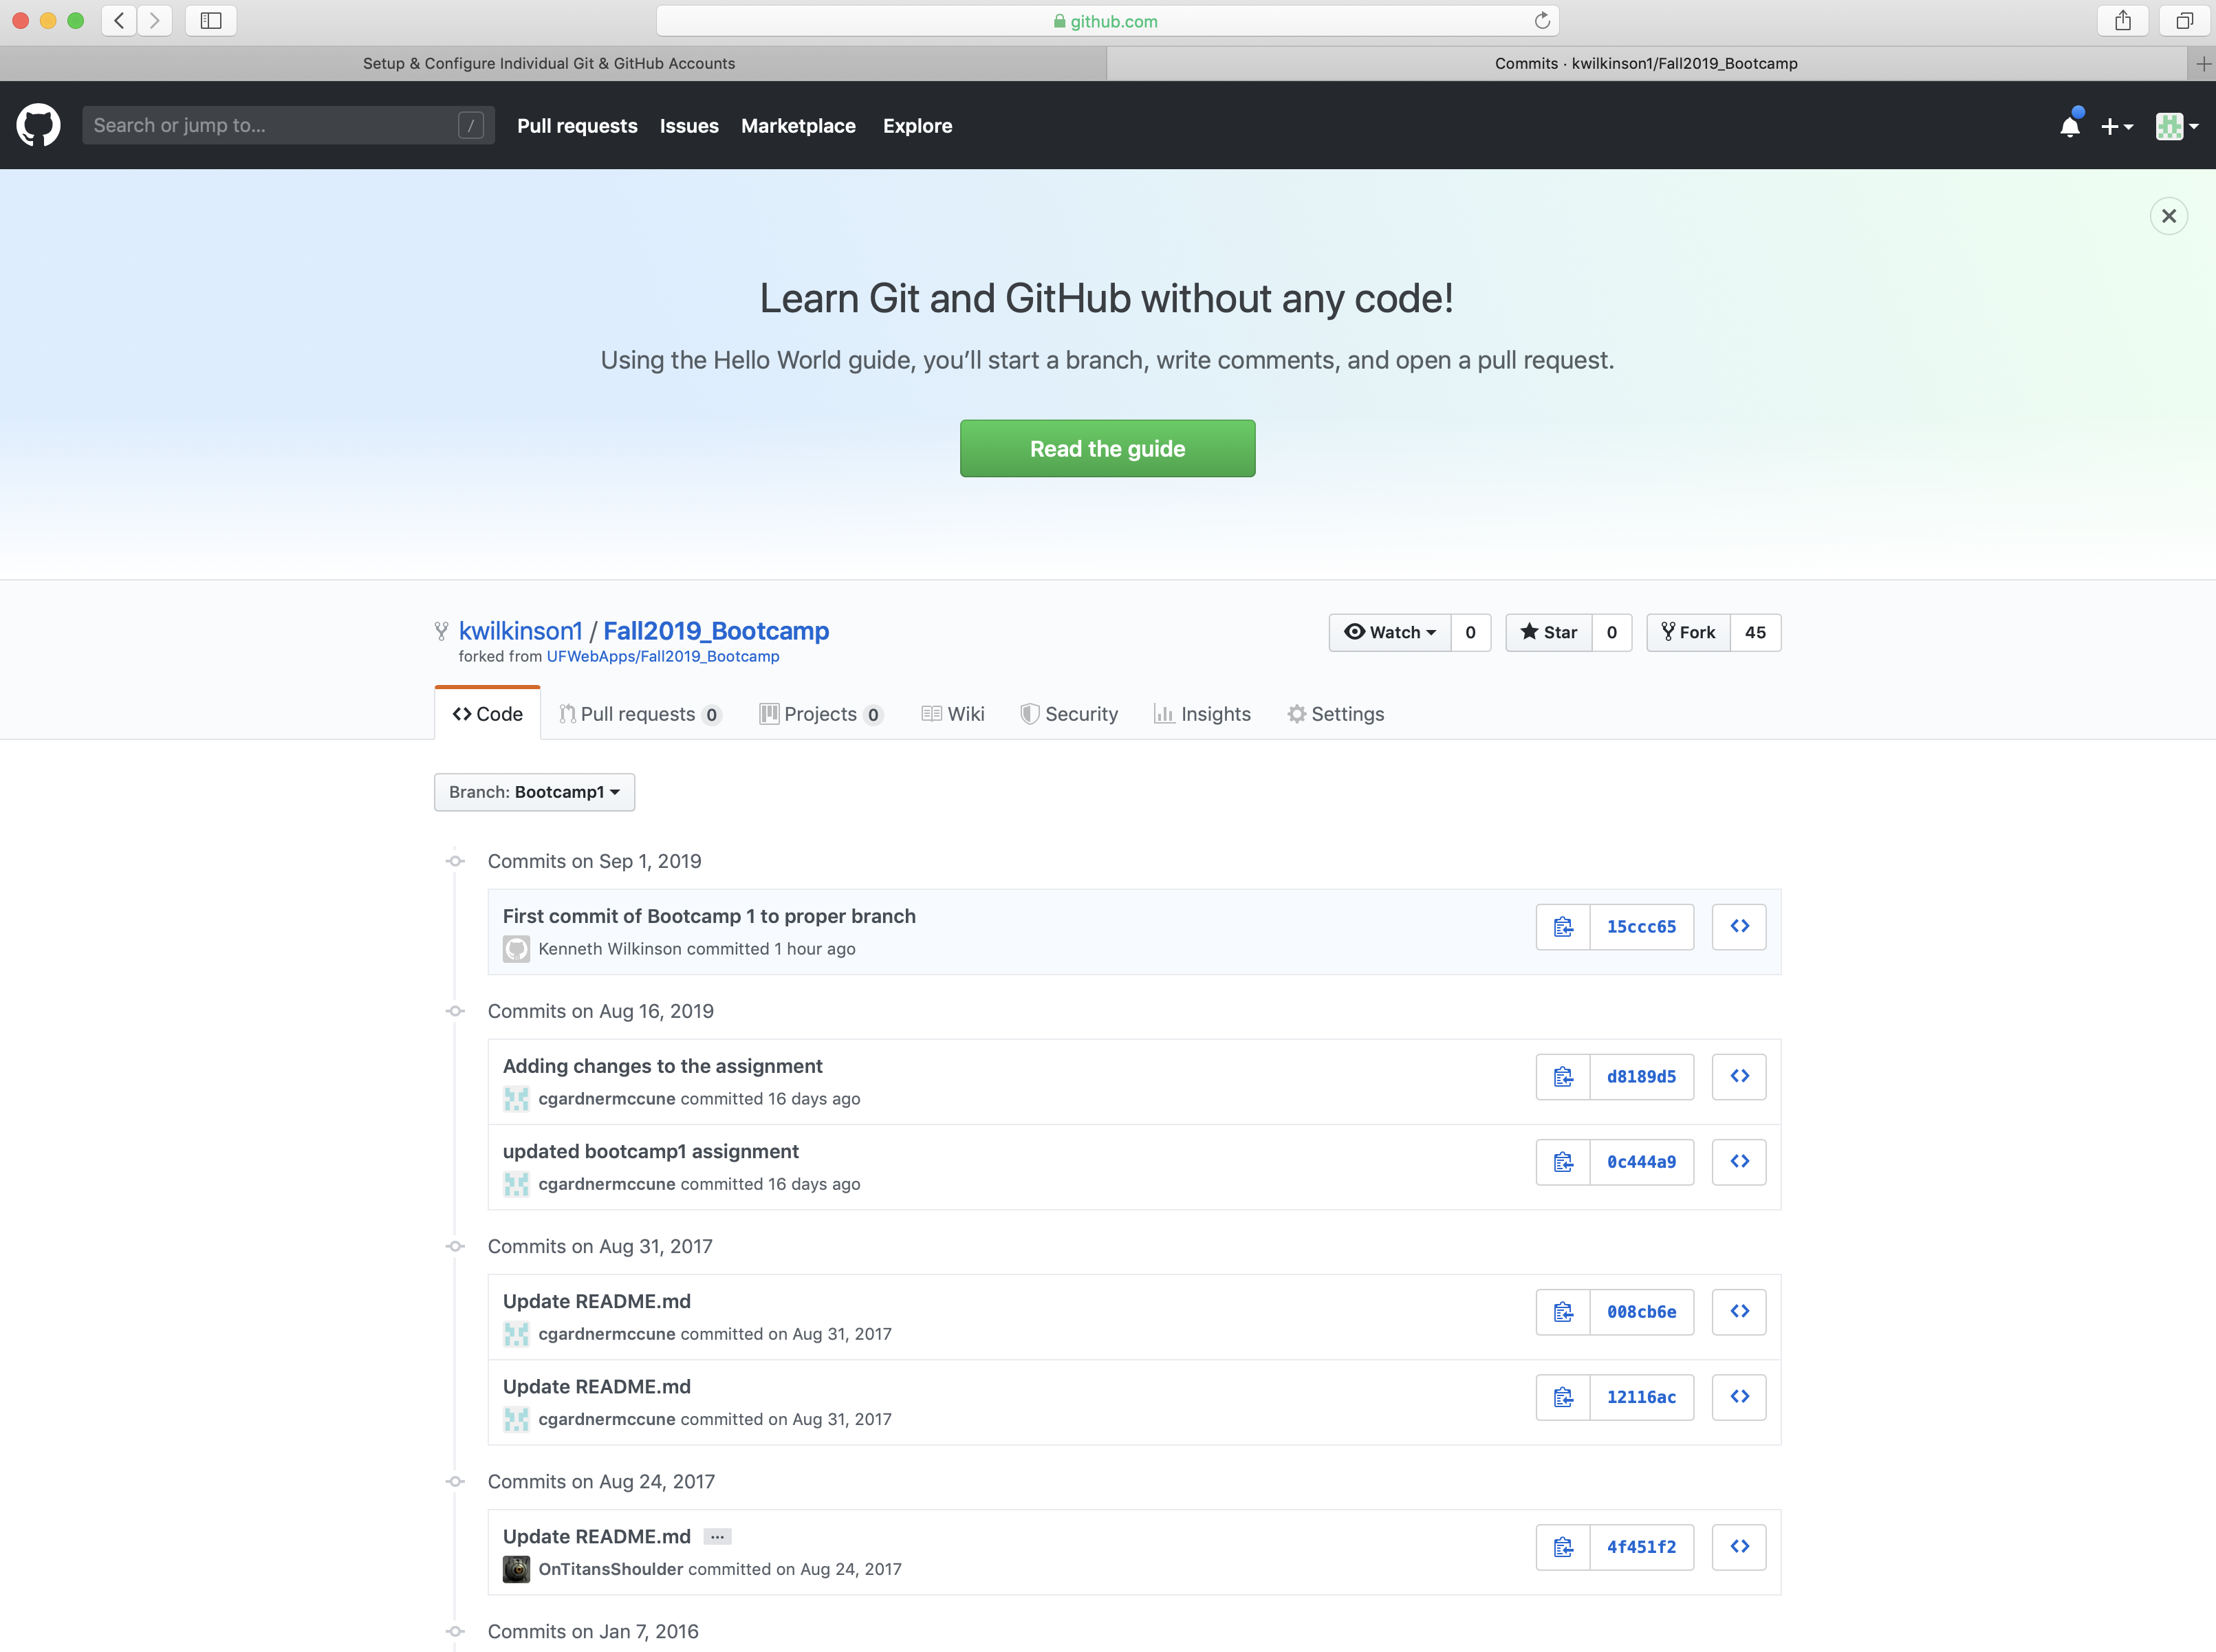 github.com
Setup & Configure Individual Git & GitHub Accounts
Commits · kwilkinson1/Fall2019_Bootcamp
Search or jump to...
/
Pull requests
Issues
Marketplace
Explore
Learn Git and GitHub without any code!
Using the Hello World guide, you’ll start a branch, write comments, and open a pull request.
Read the guide
kwilkinson1 / Fall2019_Bootcamp
forked from UFWebApps/Fall2019_Bootcamp
Watch 0
Star 0
Fork 45
Code
Pull requests 0
Projects 0
Wiki
Security
Insights
Settings
Branch: Bootcamp1
Commits on Sep 1, 2019
First commit of Bootcamp 1 to proper branch
Kenneth Wilkinson committed 1 hour ago
15ccc65
Commits on Aug 16, 2019
Adding changes to the assignment
cgardnermccune committed 16 days ago
d8189d5
updated bootcamp1 assignment
cgardnermccune committed 16 days ago
0c444a9
Commits on Aug 31, 2017
Update README.md
cgardnermccune committed on Aug 31, 2017
008cb6e
Update README.md
cgardnermccune committed on Aug 31, 2017
12116ac
Commits on Aug 24, 2017
Update README.md ...
OnTitansShoulder committed on Aug 24, 2017
4f451f2
Commits on Jan 7, 2016